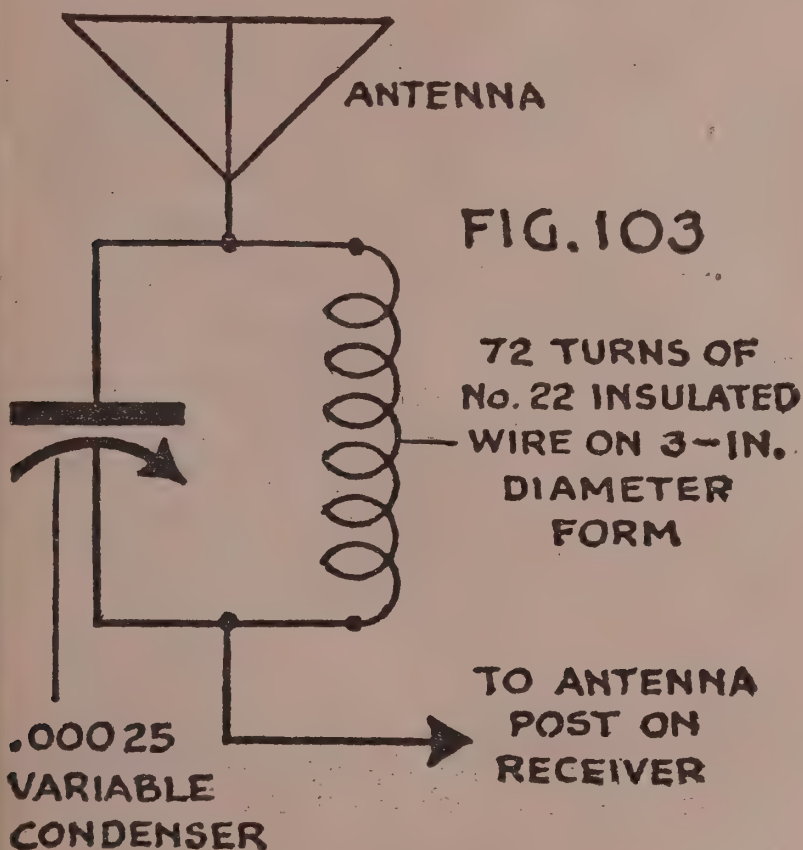 ANTENNA
FIG. 103
72 TURNS OF
No. 22 INSULATED
WIRE ON 3-IN.
DIAMETER
FORM
TO ANTENNA
POST ON
RECEIVER
.00025
VARIABLE
CONDENSER